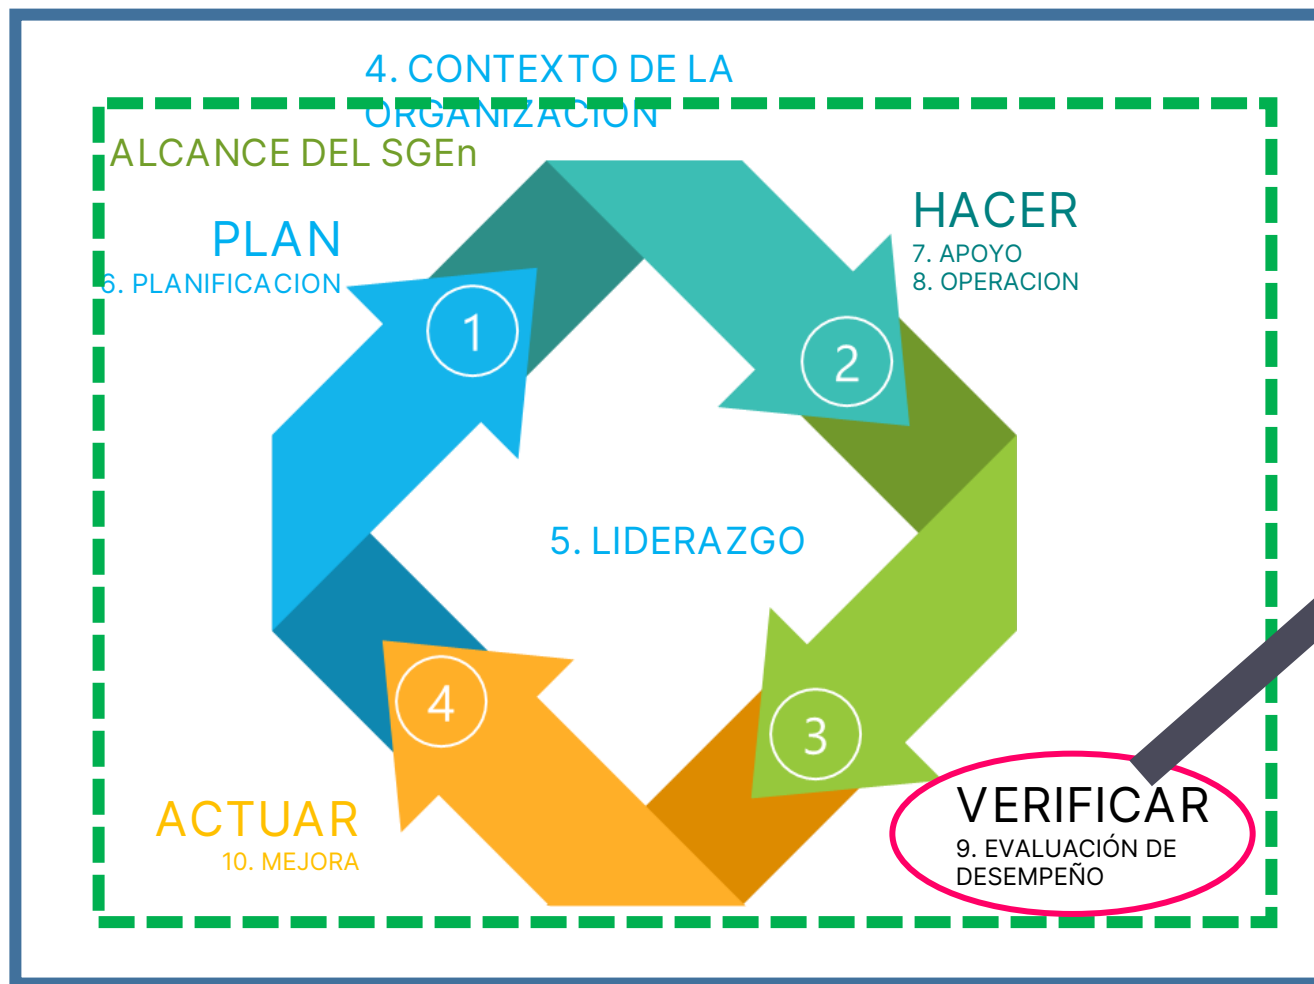 4. CONTEXTO DE LA
ORGANIZACION
ALCANCE DEL SGEn
PLAN
6. PLANIFICACION
HACER
7. APOYO
8. OPERACION
1
2
5. LIDERAZGO
4
3
ACTUAR
10. MEJORA
VERIFICAR
9. EVALUACIÓN DE
DESEMPEÑO